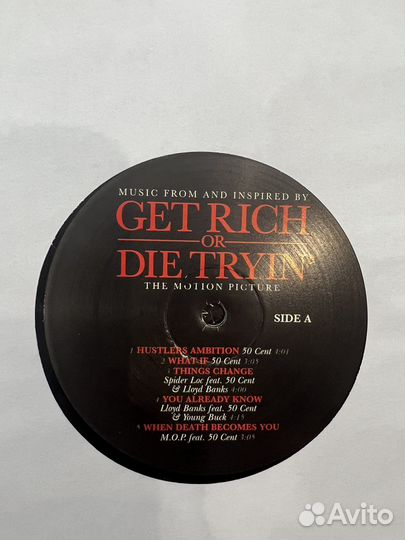 MUSIC FROM AND INSPIRED BY
GET RICH
OR
DIE TRYIN'
THE MOTION PICTURE
SIDE A
1 HUSTLERS AMBITION 50 Cent 4:01
2 WHAT IF 50 Cent 3:05
3 THINGS CHANGE
Spider Loc feat. 50 Cent
& Lloyd Banks 4:00
4 YOU ALREADY KNOW
Lloyd Banks feat. 50 Cent
& Young Buck 4:15
5 WHEN DEATH BECOMES YOU
M.O.P. feat. 50 Cent 3:05
Avito